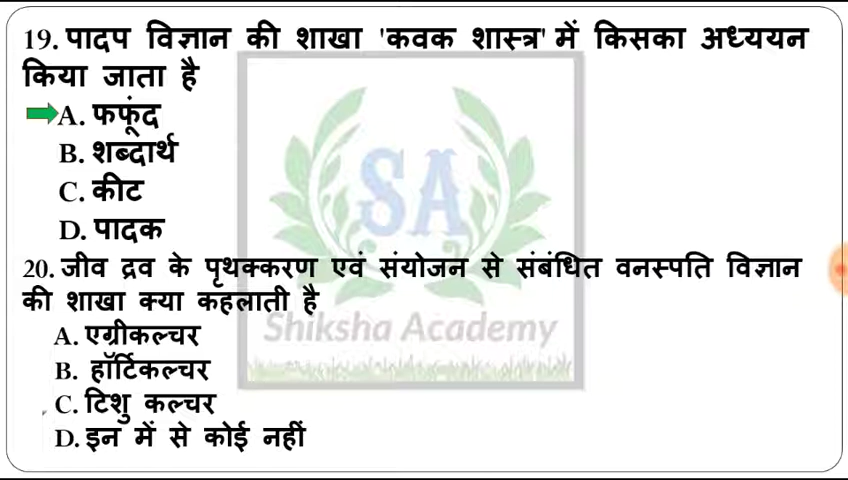 19. पादप विज्ञान की शाखा 'कवक शास्त्र' में किसका अध्ययन
किया जाता है
A. फफूंद
B. शब्दार्थ
C. कीट
D. पादक
20. जीव द्रव के पृथक्करण एवं संयोजन से संबंधित वनस्पति विज्ञान
की शाखा क्या कहलाती है
A. एग्रीकल्चर
B. हॉर्टिकल्चर
C. टिशु कल्चर
D. इन में से कोई नहीं
SA
Shiksha Academy